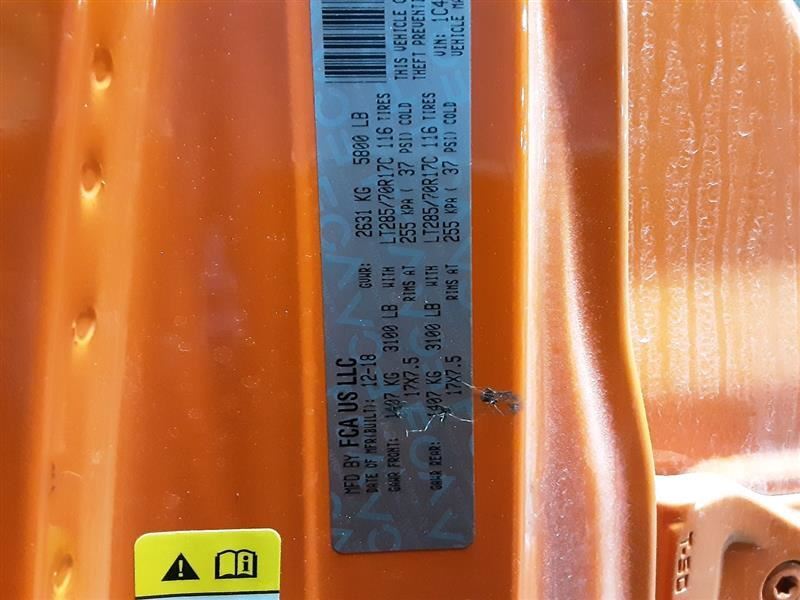 MFD BY FCA US LLC
DATE OF MFR(BUILT): 12-18 GVWR: 2631 KG 5800 LB
GAWR FRONT: 1407 KG 3100 LB WITH LT285/70R17C 116 TIRES
17X7.5 RIMS AT 255 KPA ( 37 PSI) COLD
GAWR REAR: 1407 KG 3100 LB WITH LT285/70R17C 116 TIRES
17X7.5 RIMS AT 255 KPA ( 37 PSI) COLD
THIS VEHICLE
THEFT PREVENTI
VIN: 1C4
VEHICLE MA
T-50